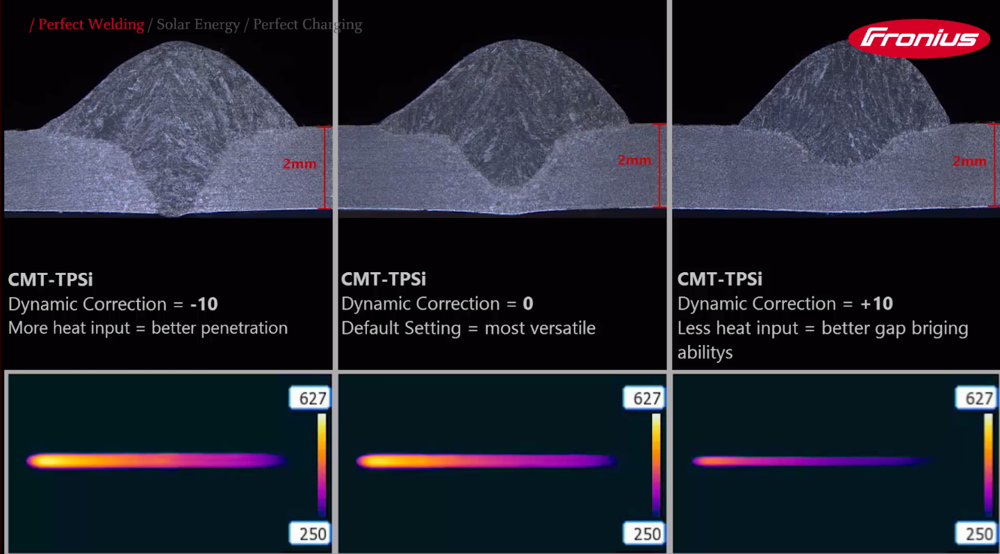 / Perfect Welding / Solar Energy / Perfect Charging
Fronius
2mm
2mm
2mm
CMT-TPSi
Dynamic Correction = -10
More heat input = better penetration
CMT-TPSi
Dynamic Correction = 0
Default Setting = most versatile
CMT-TPSi
Dynamic Correction = +10
Less heat input = better gap briging
abilitys
627
250
627
250
627
250